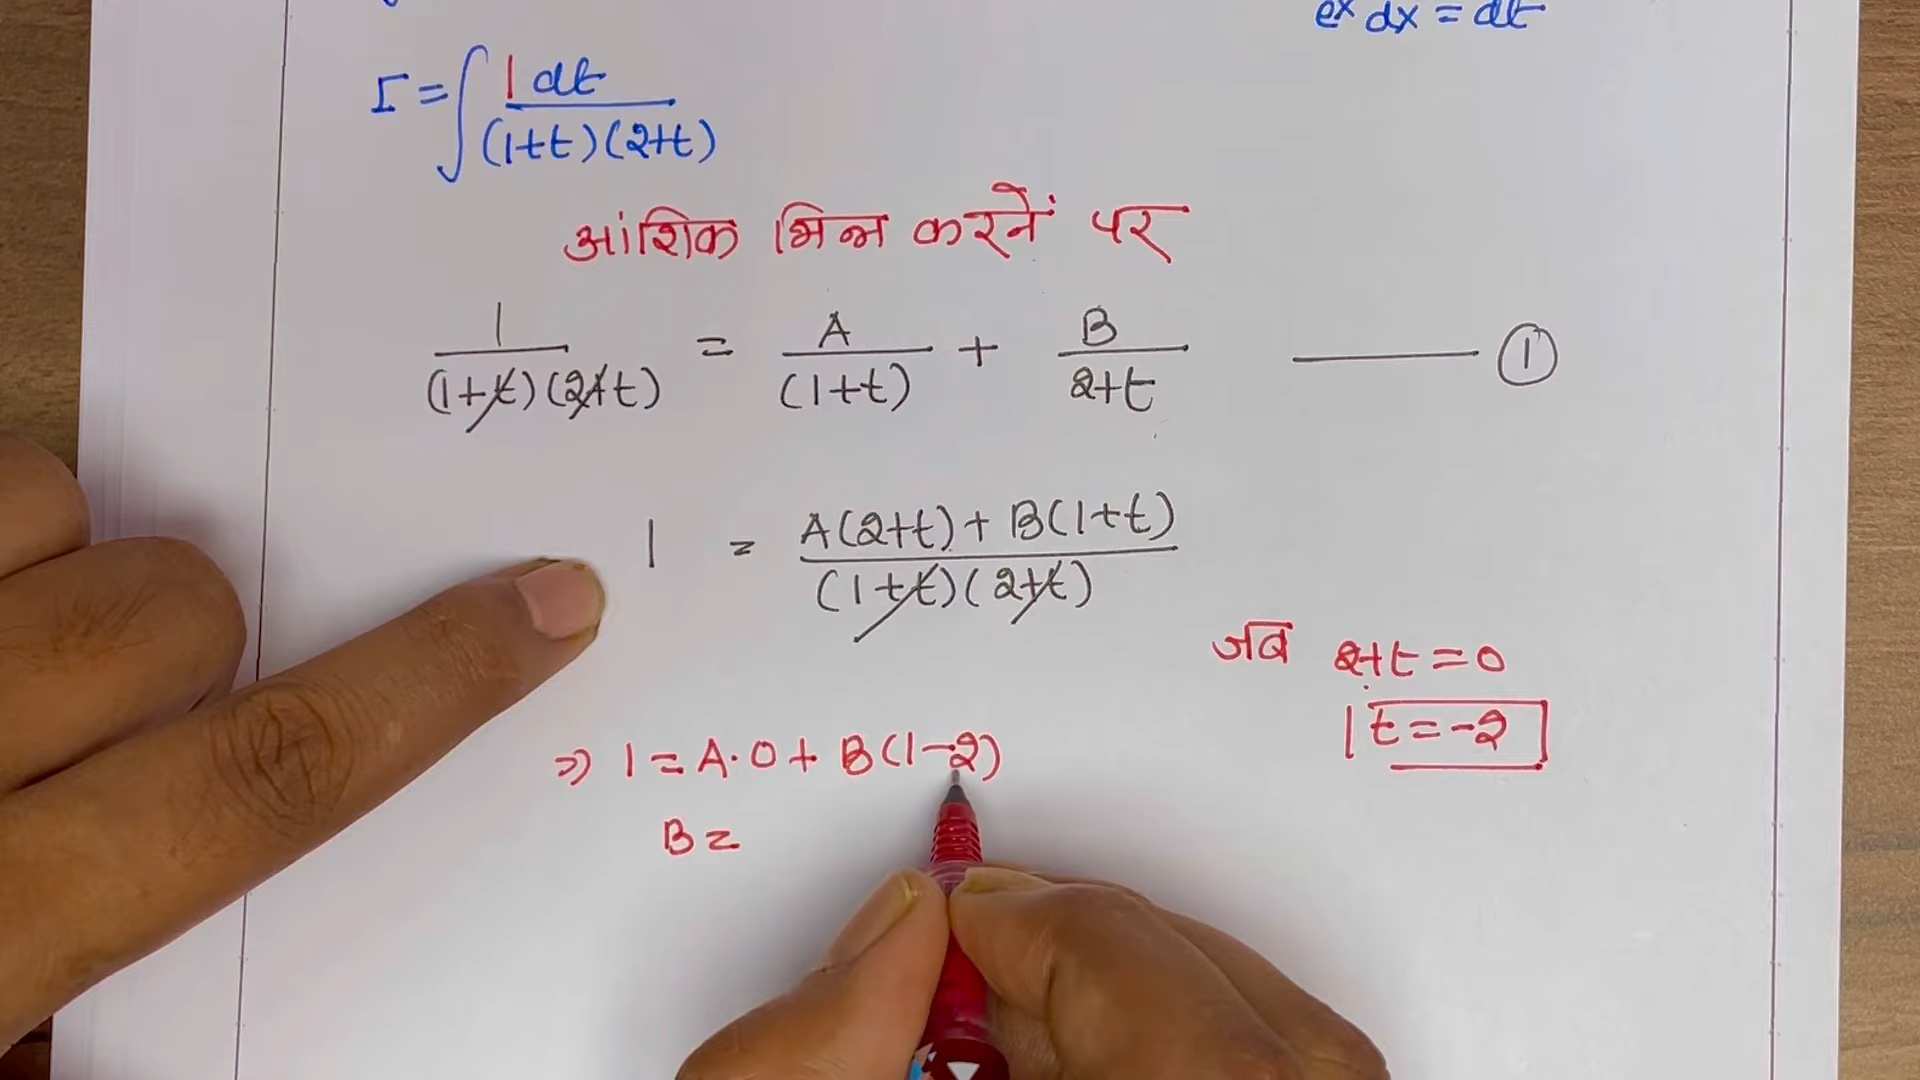 e^x dx = dt
I = ∫ 1 dt / (1+t)(2+t)
आंशिक भिन्न करनें पर
1 / (1+t)(2+t) = A / (1+t) + B / 2+t ——— ①
1 = A(2+t) + B(1+t) / (1+t)(2+t)
जब 2+t = 0
t = -2
⇒ 1 = A·0 + B(1-2)
B =